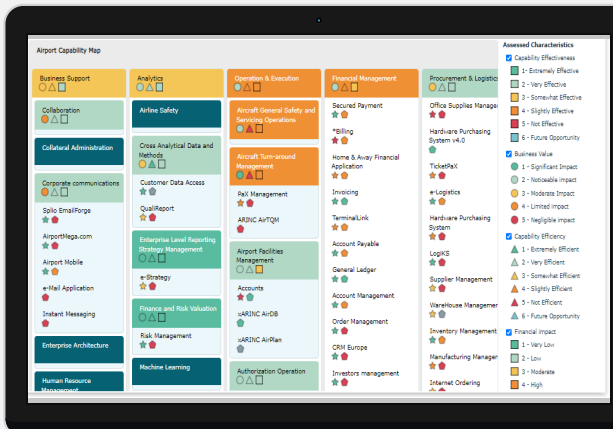 Airport Capability Map
Business Support
Collaboration
Collateral Administration
Corporate communications
Splio EmailForge
AirportMega.com
Airport Mobile
e-Mail Application
Instant Messaging
Enterprise Architecture
Human Resource
Management
Analytics
Airline Safety
Cross Analytical Data and
Methods
Customer Data Access
QualiReport
Enterprise Level Reporting
Strategy Management
e-Strategy
Finance and Risk Valuation
Risk Management
Machine Learning
Operation & Execution
Aircraft General Safety and
Servicing Operations
Aircraft Turn-around
Management
PaX Management
ARINC AirTQM
Airport Facilities
Management
Accounts
xARINC AirDB
xARINC AirPlan
Authorization Operation
Financial Management
Secured Payment
*Billing
Home & Away Financial
Application
Invoicing
TerminalLink
Account Payable
General Ledger
Account Management
Order Management
CRM Europe
Investors management
Procurement & Logistic
Office Supplies Manage
Hardware Purchasing
System v4.0
TicketPaX
e-Logistics
Hardware Purchasing
System
LogiKS
Supplier Management
WareHouse Managemer
Inventory Management
Manufacturing Manager
Internet Ordering
Assessed Characteristics
Capability Effectiveness
1- Extremely Effective
2 - Very Effective
3 - Somewhat Effective
4 - Slightly Effective
5 - Not Effective
6 - Future Opportunity
Business Value
1 - Significant Impact
2 - Noticeable impact
3 - Moderate Impact
4 - Limited impact
5 - Negligible impact
Capability Efficiency
1 - Extremely Efficient
2 - Very Efficient
3 - Somewhat Efficient
4 - Slightly Efficient
5 - Not Efficient
6 - Future Opportunity
Financial impact
1 - Very Low
2 - Low
3 - Moderate
4 - High